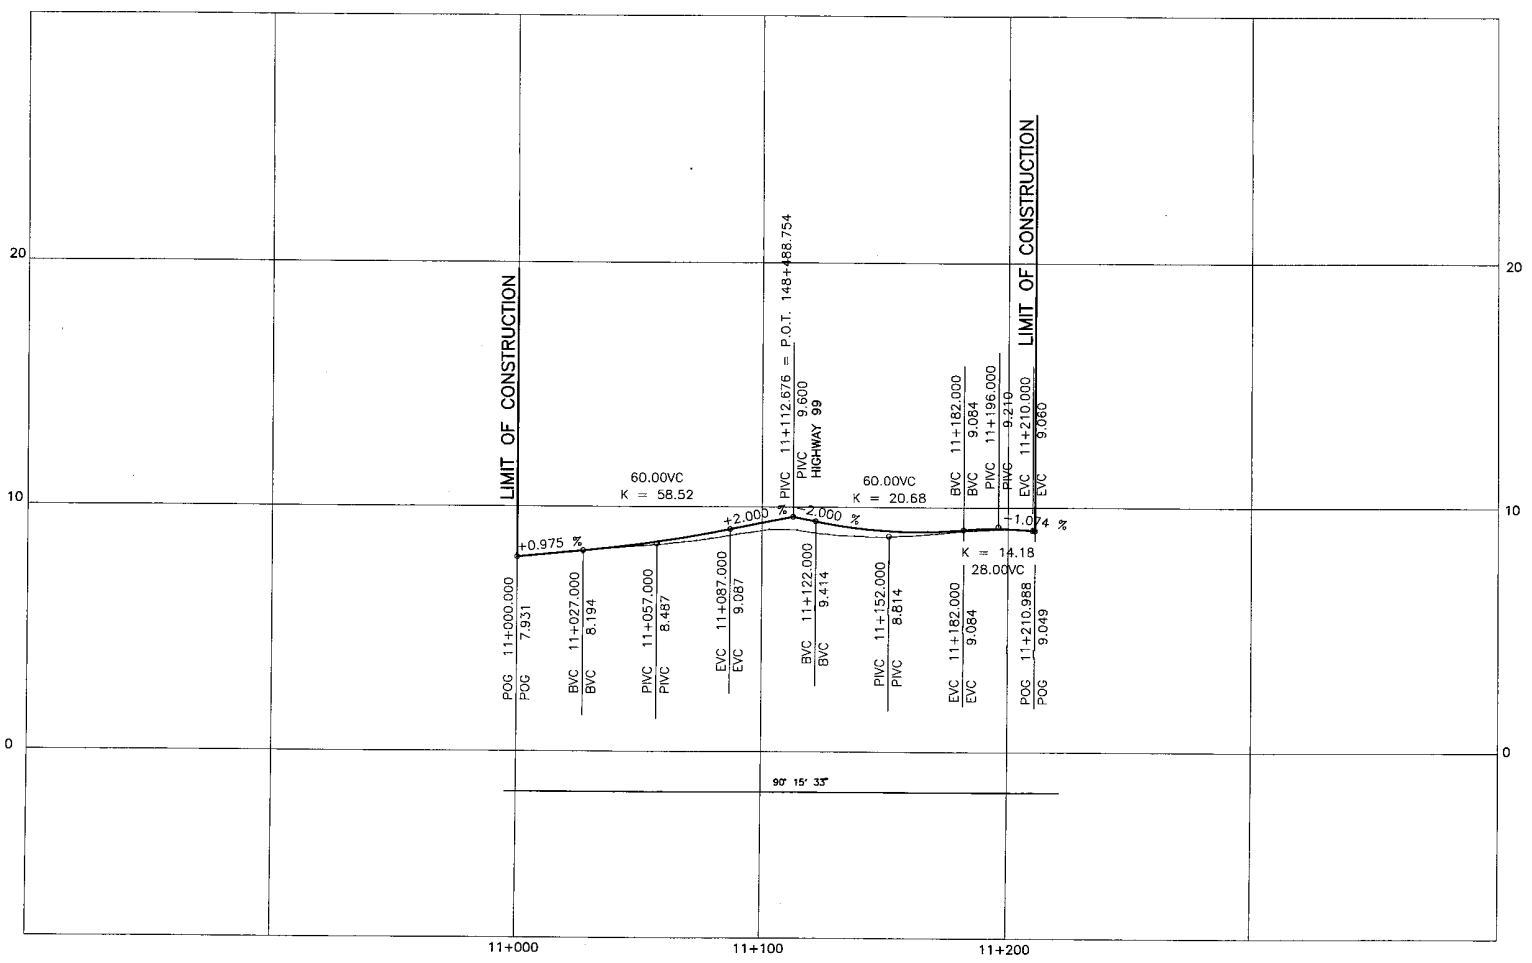 20
20
10
10
0
0
LIMIT OF CONSTRUCTION
LIMIT OF CONSTRUCTION
PIVC 11+112.676 = P.O.T. 148+488.754
PIVC 9.600
HIGHWAY 99
60.00VC
K = 58.52
60.00VC
K = 20.68
BVC 11+182.000
BVC 9.084
PIVC 11+196.000
PIVC 9.210
EVC 11+210.000
EVC 9.060
+0.975 %
+2.000 %
-2.000 %
-1.074 %
K = 14.18
28.00VC
POG 11+000.000
POG 7.931
BVC 11+027.000
BVC 8.194
PIVC 11+057.000
PIVC 8.487
EVC 11+087.000
EVC 9.087
BVC 11+122.000
BVC 9.414
PIVC 11+152.000
PIVC 8.814
EVC 11+182.000
EVC 9.084
POG 11+210.988
POG 9.049
90° 15' 33"
11+000
11+100
11+200